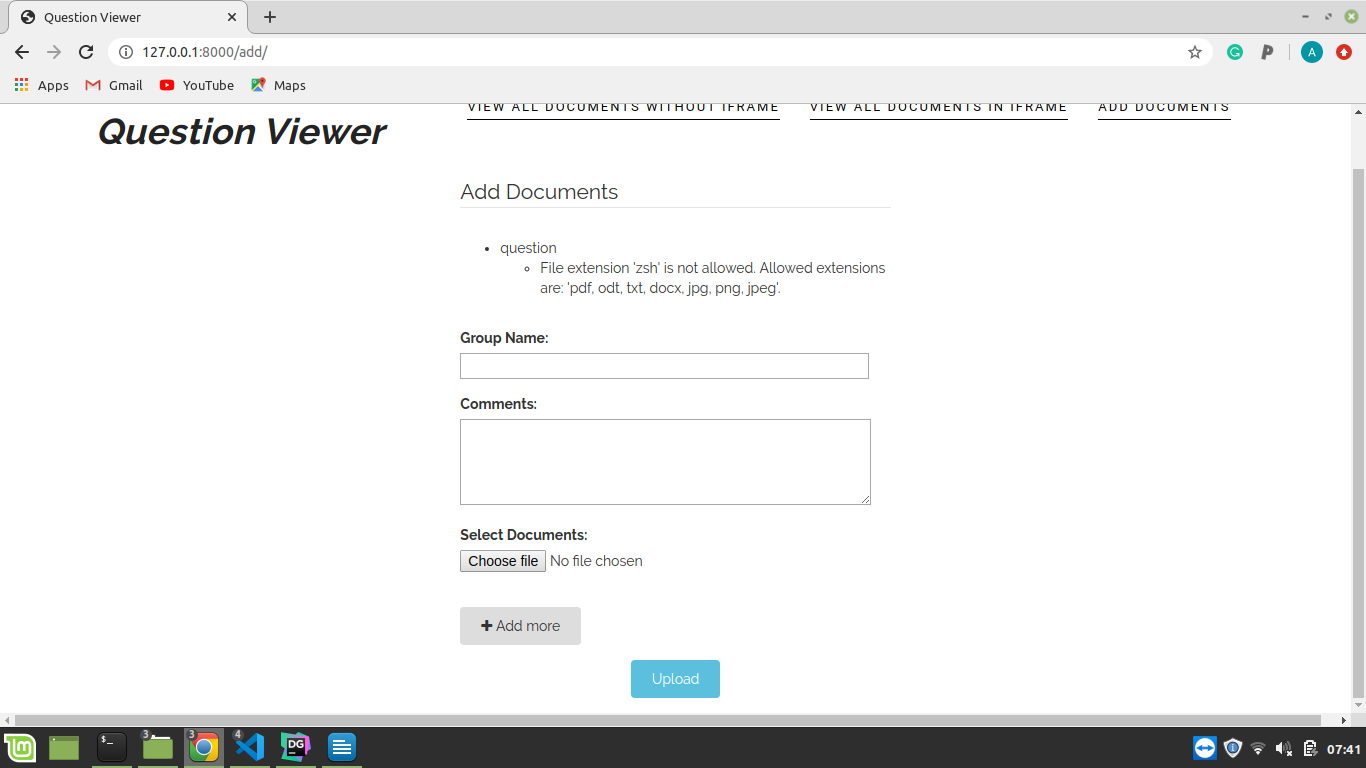 Question Viewer
127.0.0.1:8000/add/
A
Apps Gmail YouTube Maps
VIEW ALL DOCUMENTS WITHOUT IFRAME VIEW ALL DOCUMENTS IN IFRAME ADD DOCUMENTS
Question Viewer
Add Documents
question
File extension 'zsh' is not allowed. Allowed extensions
are: 'pdf, odt, txt, docx, jpg, png, jpeg'.
Group Name:
Comments:
Select Documents:
Choose file No file chosen
Add more
Upload
$_ 3 3 4 DG 07:41